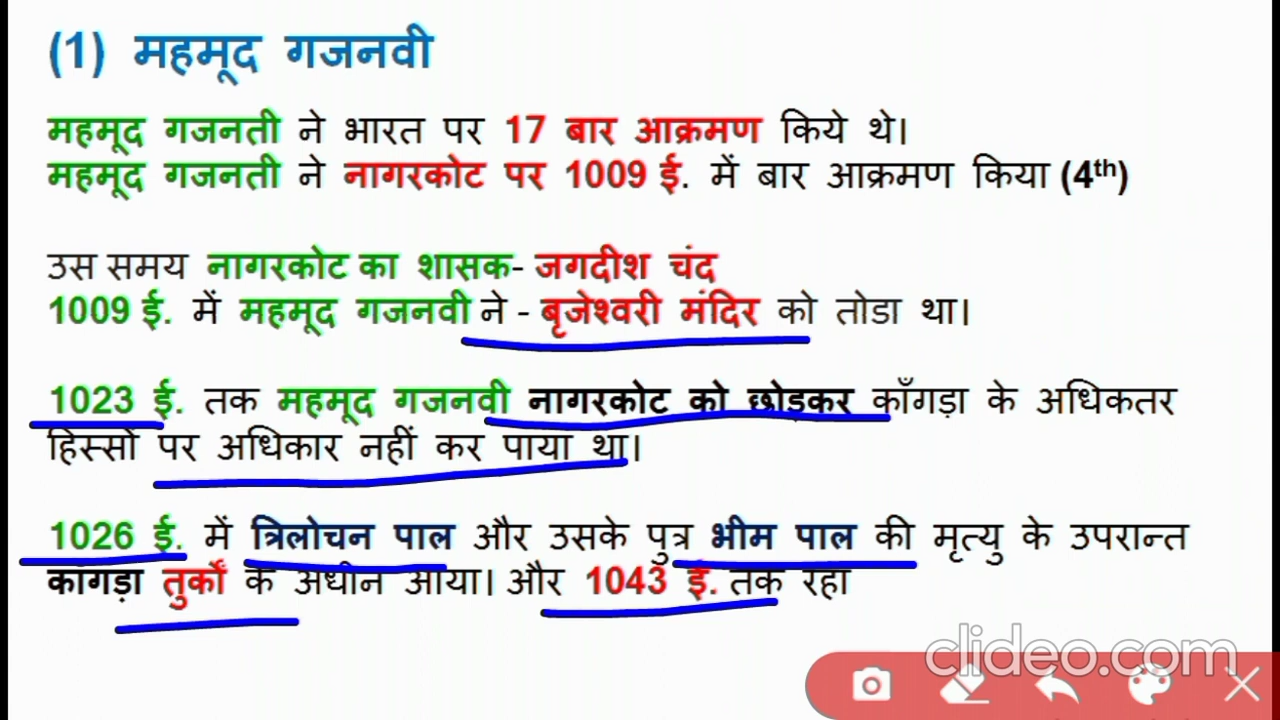 (1) महमूद गजनवी
महमूद गजनती ने भारत पर 17 बार आक्रमण किये थे।
महमूद गजनती ने नागरकोट पर 1009 ई. में बार आक्रमण किया (4th)
उस समय नागरकोट का शासक- जगदीश चंद
1009 ई. में महमूद गजनवी ने - बृजेश्वरी मंदिर को तोडा था।
1023 ई. तक महमूद गजनवी नागरकोट को छोड़कर काँगड़ा के अधिकतर
हिस्सों पर अधिकार नहीं कर पाया था।
1026 ई. में त्रिलोचन पाल और उसके पुत्र भीम पाल की मृत्यु के उपरान्त
कांगड़ा तुर्कों के अधीन आया। और 1043 ई. तक रहा
clideo.com